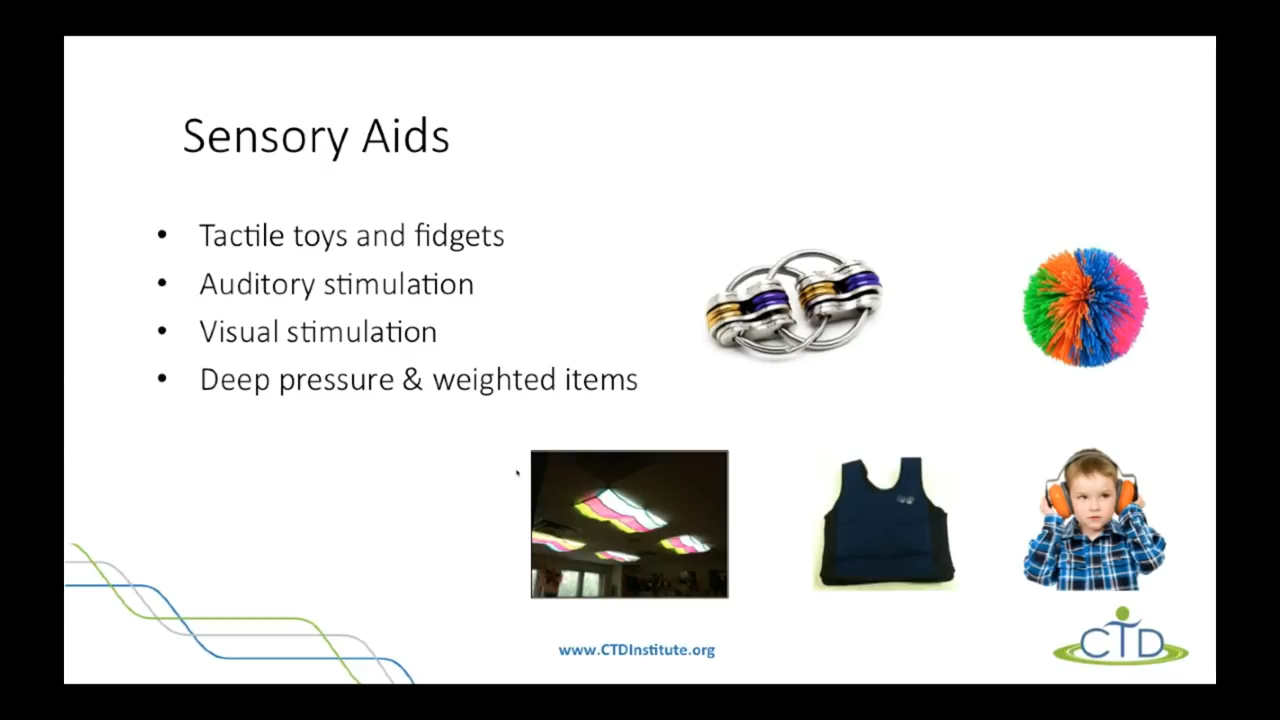 Sensory Aids
• Tactile toys and fidgets
• Auditory stimulation
• Visual stimulation
• Deep pressure & weighted items
www.CTDInstitute.org
CTD